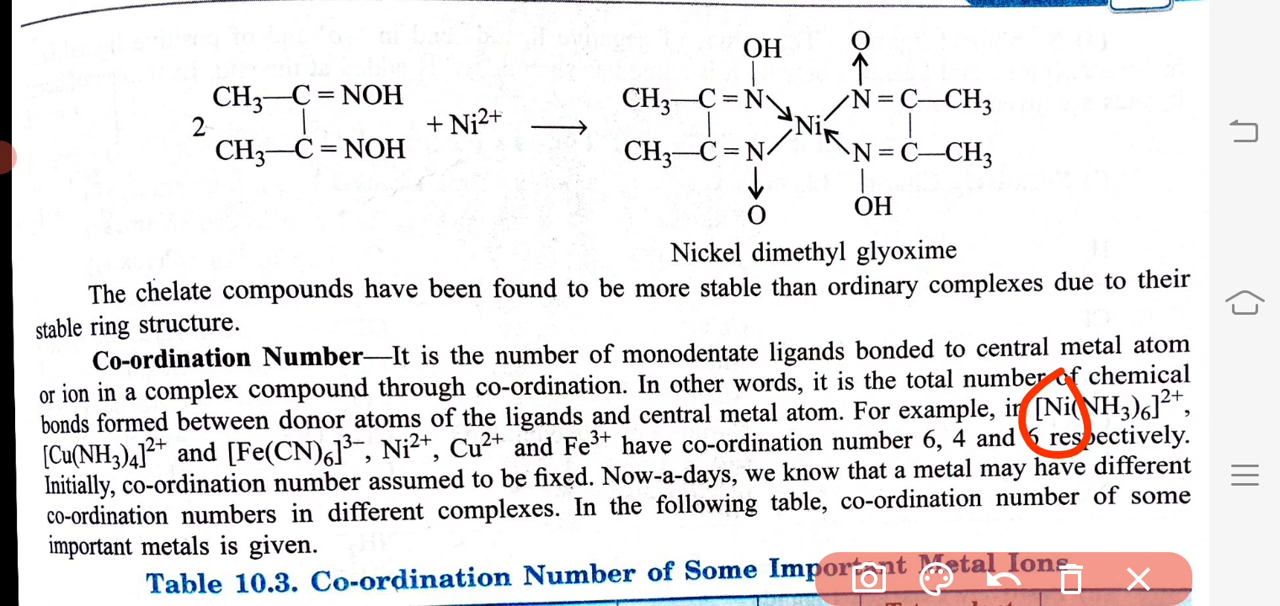 OH O
CH₃—C = N N = C—CH₃
CH₃—C = NOH
2 + Ni²⁺ ⟶ Ni
CH₃—C = NOH
CH₃—C = N N = C—CH₃
O OH
Nickel dimethyl glyoxime
The chelate compounds have been found to be more stable than ordinary complexes due to their
stable ring structure.
Co-ordination Number—It is the number of monodentate ligands bonded to central metal atom
or ion in a complex compound through co-ordination. In other words, it is the total number of chemical
bonds formed between donor atoms of the ligands and central metal atom. For example, in [Ni(NH₃)₆]²⁺,
[Cu(NH₃)₄]²⁺ and [Fe(CN)₆]³⁻, Ni²⁺, Cu²⁺ and Fe³⁺ have co-ordination number 6, 4 and 6 respectively.
Initially, co-ordination number assumed to be fixed. Now-a-days, we know that a metal may have different
co-ordination numbers in different complexes. In the following table, co-ordination number of some
important metals is given.
Table 10.3. Co-ordination Number of Some Important Metal Ions